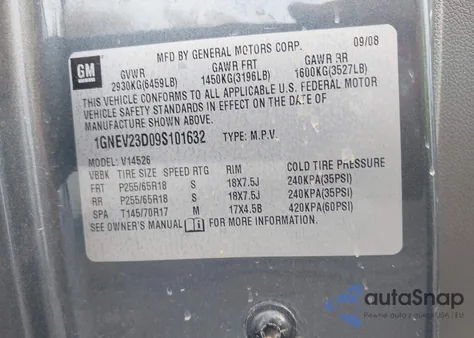 MFD BY GENERAL MOTORS CORP. 09/08
GM
GVWR GAWR FRT GAWR RR
2930KG(6459LB) 1450KG(3196LB) 1600KG(3527LB)
THIS VEHICLE CONFORMS TO ALL APPLICABLE U.S. FEDERAL MOTOR
VEHICLE SAFETY STANDARDS IN EFFECT ON THE DATE OF
MANUFACTURE SHOWN ABOVE.
1GNEV23D09S101632 TYPE: M.P.V.
MODEL: V14526
VBBK TIRE SIZE SPEED RTG RIM COLD TIRE PRESSURE
FRT P255/65R18 S 18X7.5J 240KPA(35PSI)
RR P255/65R18 S 18X7.5J 240KPA(35PSI)
SPA T145/70R17 M 17X4.5B 420KPA(60PSI)
SEE OWNER'S MANUAL FOR MORE INFORMATION.
autoSnap